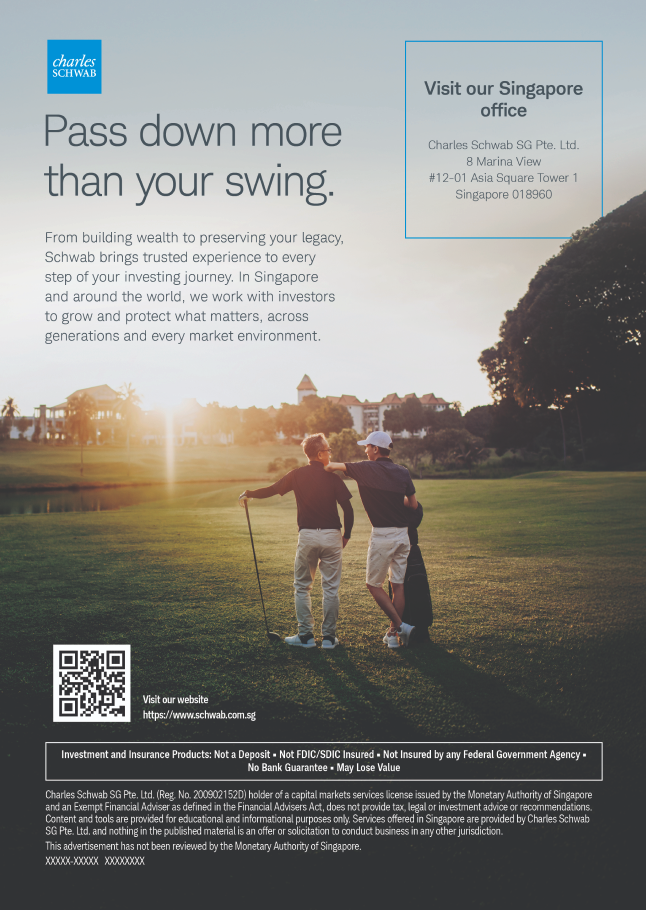 charles
SCHWAB
Pass down more
than your swing.
From building wealth to preserving your legacy,
Schwab brings trusted experience to every
step of your investing journey. In Singapore
and around the world, we work with investors
to grow and protect what matters, across
generations and every market environment.
Visit our Singapore
office
Charles Schwab SG Pte. Ltd.
8 Marina View
#12-01 Asia Square Tower 1
Singapore 018960
Visit our website
https://www.schwab.com.sg
Investment and Insurance Products: Not a Deposit ▪ Not FDIC/SDIC Insured ▪ Not Insured by any Federal Government Agency ▪
No Bank Guarantee ▪ May Lose Value
Charles Schwab SG Pte. Ltd. (Reg. No. 200902152D) holder of a capital markets services license issued by the Monetary Authority of Singapore
and an Exempt Financial Adviser as defined in the Financial Advisers Act, does not provide tax, legal or investment advice or recommendations.
Content and tools are provided for educational and informational purposes only. Services offered in Singapore are provided by Charles Schwab
SG Pte. Ltd. and nothing in the published material is an offer or solicitation to conduct business in any other jurisdiction.
This advertisement has not been reviewed by the Monetary Authority of Singapore.
XXXXX-XXXXX XXXXXXXX